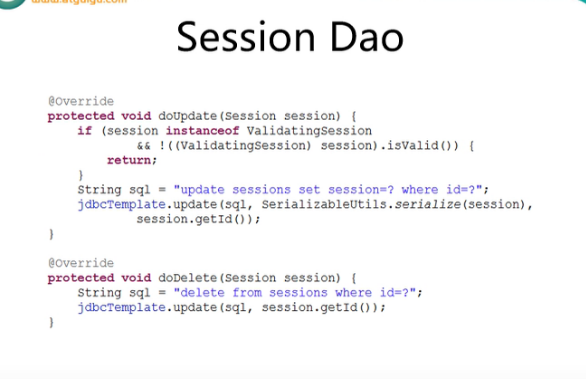 www.atguigu.com
Session Dao
@Override
protected void doUpdate(Session session) {
    if (session instanceof ValidatingSession
            && !((ValidatingSession) session).isValid()) {
        return;
    }
    String sql = "update sessions set session=? where id=?";
    jdbcTemplate.update(sql, SerializableUtils.serialize(session),
            session.getId());
}
@Override
protected void doDelete(Session session) {
    String sql = "delete from sessions where id=?";
    jdbcTemplate.update(sql, session.getId());
}